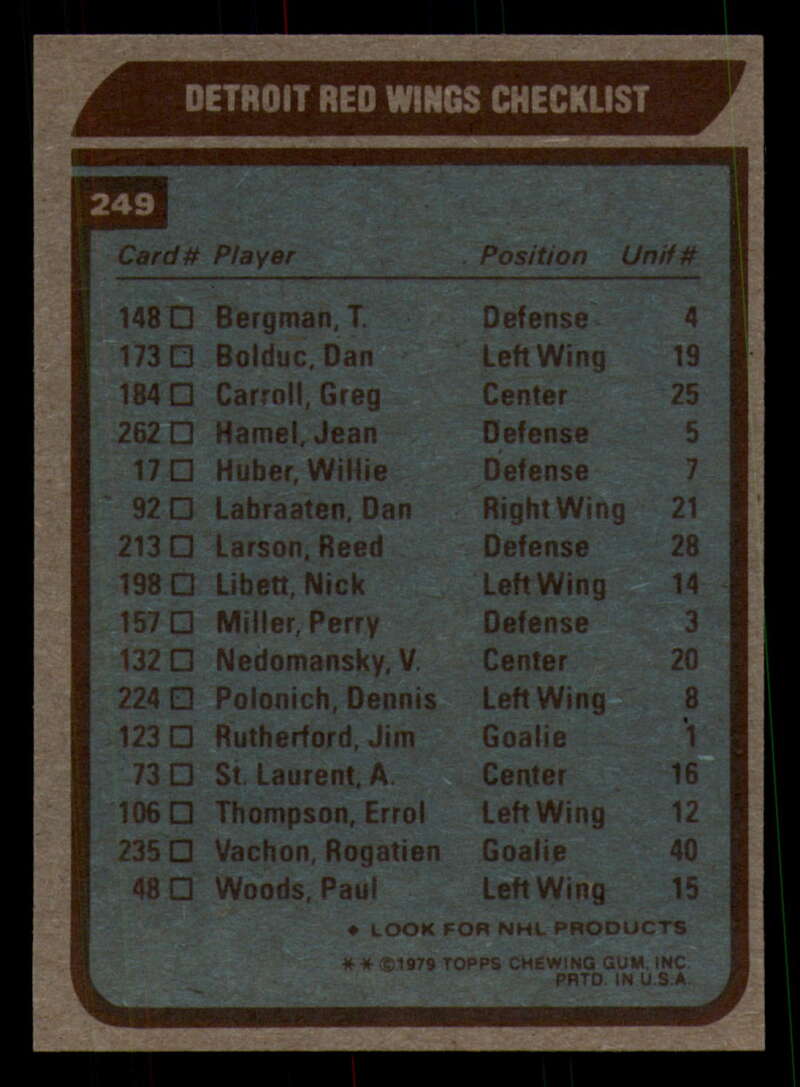 DETROIT RED WINGS CHECKLIST
249
Card# Player Position Unif#
148 □ Bergman, T. Defense 4
173 □ Bolduc, Dan Left Wing 19
184 □ Carroll, Greg Center 25
262 □ Hamel, Jean Defense 5
17 □ Huber, Willie Defense 7
92 □ Labraaten, Dan Right Wing 21
213 □ Larson, Reed Defense 28
198 □ Libett, Nick Left Wing 14
157 □ Miller, Perry Defense 3
132 □ Nedomansky, V. Center 20
224 □ Polonich, Dennis Left Wing 8
123 □ Rutherford, Jim Goalie 1
73 □ St. Laurent, A. Center 16
106 □ Thompson, Errol Left Wing 12
235 □ Vachon, Rogatien Goalie 40
48 □ Woods, Paul Left Wing 15
♦ LOOK FOR NHL PRODUCTS
* * ©1979 TOPPS CHEWING GUM, INC.
PRTD. IN U.S.A.